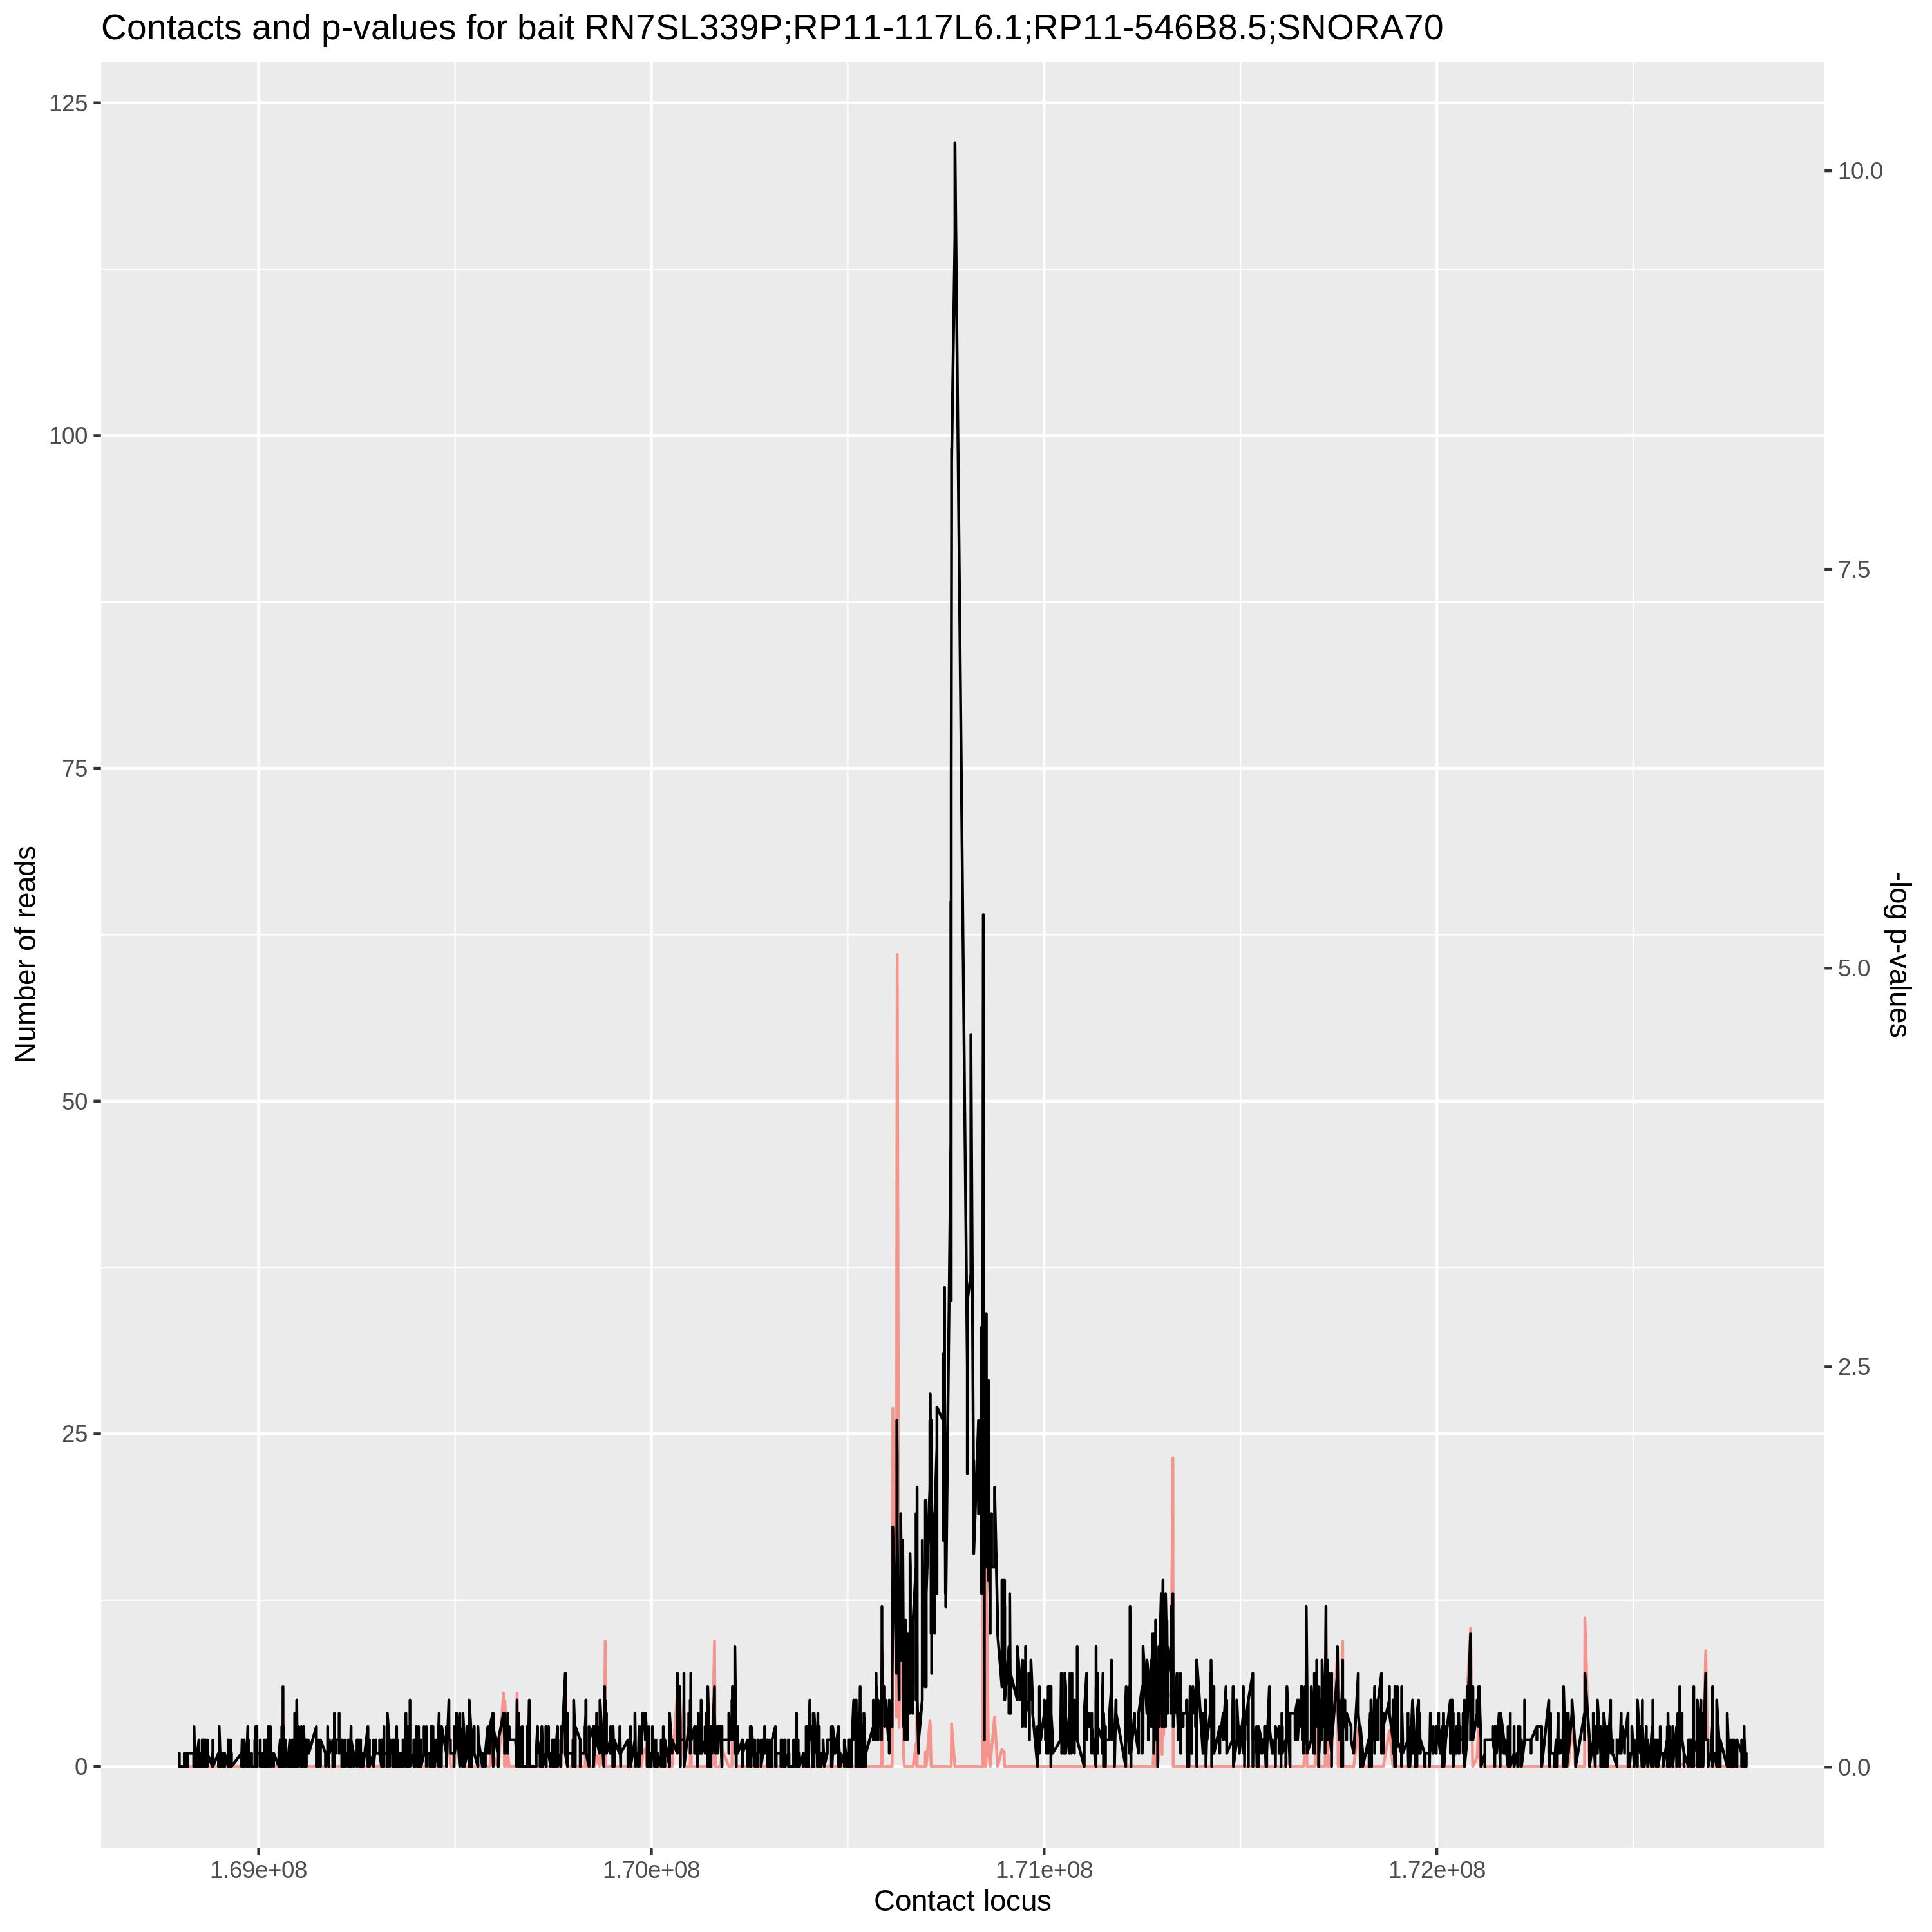 Contacts and p-values for bait RN7SL339P;RP11-117L6.1;RP11-546B8.5;SNORA70
125
100
75
50
25
0
Number of reads
10.0
7.5
5.0
2.5
0.0
-log p-values
1.69e+08
1.70e+08
1.71e+08
1.72e+08
Contact locus